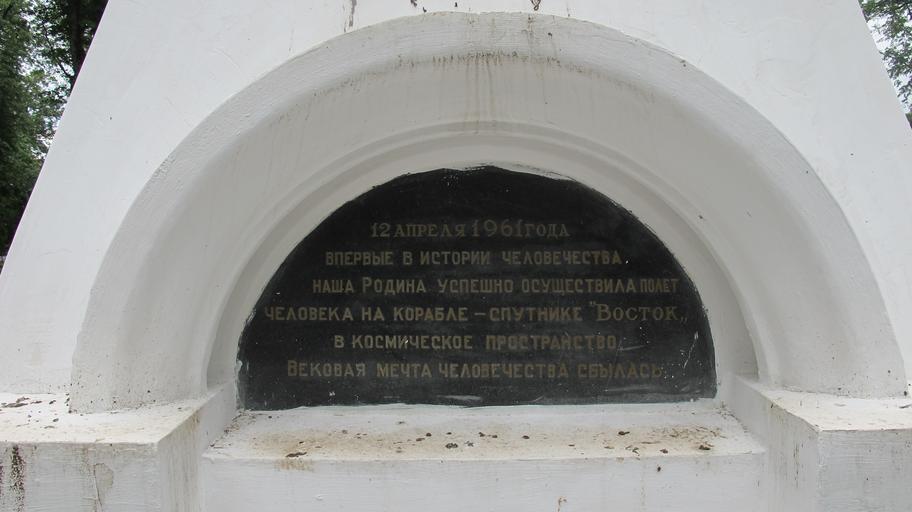 12 АПРЕЛЯ 1961 ГОДА
ВПЕРВЫЕ В ИСТОРИИ ЧЕЛОВЕЧЕСТВА
НАША РОДИНА УСПЕШНО ОСУЩЕСТВИЛА ПОЛЕТ
ЧЕЛОВЕКА НА КОРАБЛЕ – СПУТНИКЕ "ВОСТОК„
В КОСМИЧЕСКОЕ ПРОСТРАНСТВО.
ВЕКОВАЯ МЕЧТА ЧЕЛОВЕЧЕСТВА СБЫЛАСЬ.